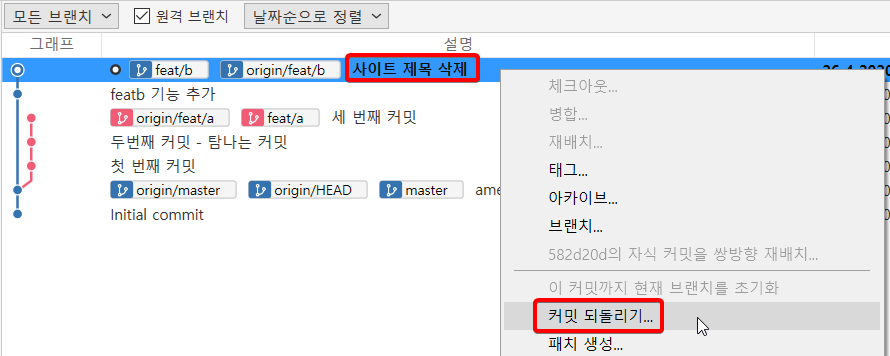 모든 브랜치 원격 브랜치 날짜순으로 정렬
그래프 설명
feat/b origin/feat/b 사이트 제목 삭제
featb 기능 추가
origin/feat/a feat/a 세 번째 커밋
두번째 커밋 - 탐나는 커밋
첫 번째 커밋
origin/master origin/HEAD master
Initial commit
체크아웃...
병합...
재배치...
태그...
아카이브...
브랜치...
582d20d의 자식 커밋을 쌍방향 재배치...
이 커밋까지 현재 브랜치를 초기화
커밋 되돌리기...
패치 생성...